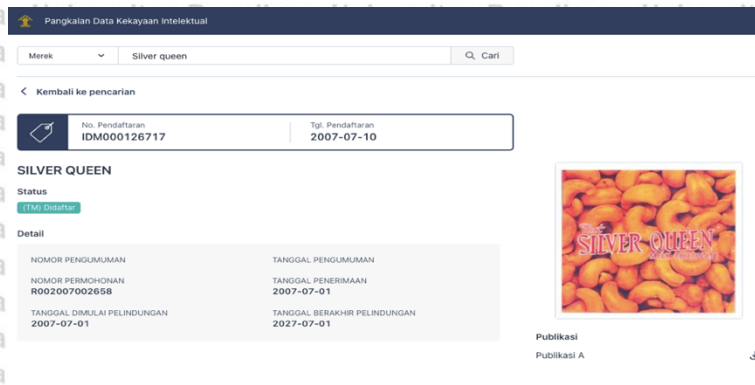 Pangkalan Data Kekayaan Intelektual
Merek
Silver queen
Cari
Kembali ke pencarian
No. Pendaftaran
IDM000126717
Tgl. Pendaftaran
2007-07-10
SILVER QUEEN
Status
(TM) Didaftar
Detail
NOMOR PENGUMUMAN
TANGGAL PENGUMUMAN
NOMOR PERMOHONAN
R002007002658
TANGGAL PENERIMAAN
2007-07-01
TANGGAL DIMULAI PELINDUNGAN
2007-07-01
TANGGAL BERAKHIR PELINDUNGAN
2027-07-01
SILVER QUEEN
Publikasi
Publikasi A